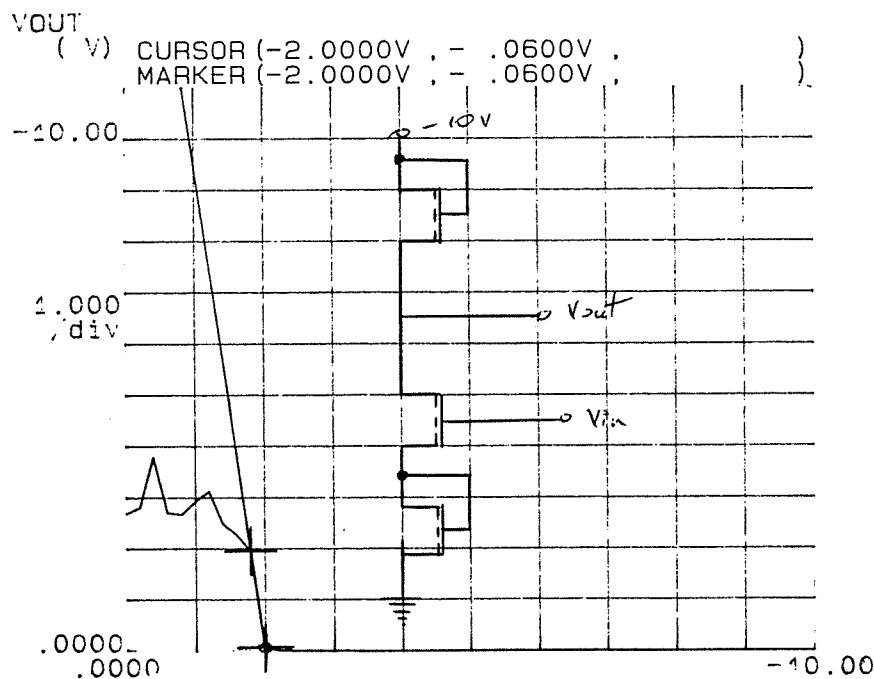 VOUT
( V) CURSOR (-2.0000V , - .0600V , )
MARKER (-2.0000V , - .0600V , )
-10.00
-10V
1.000
/div
Vout
Vin
.0000
.0000
-10.00